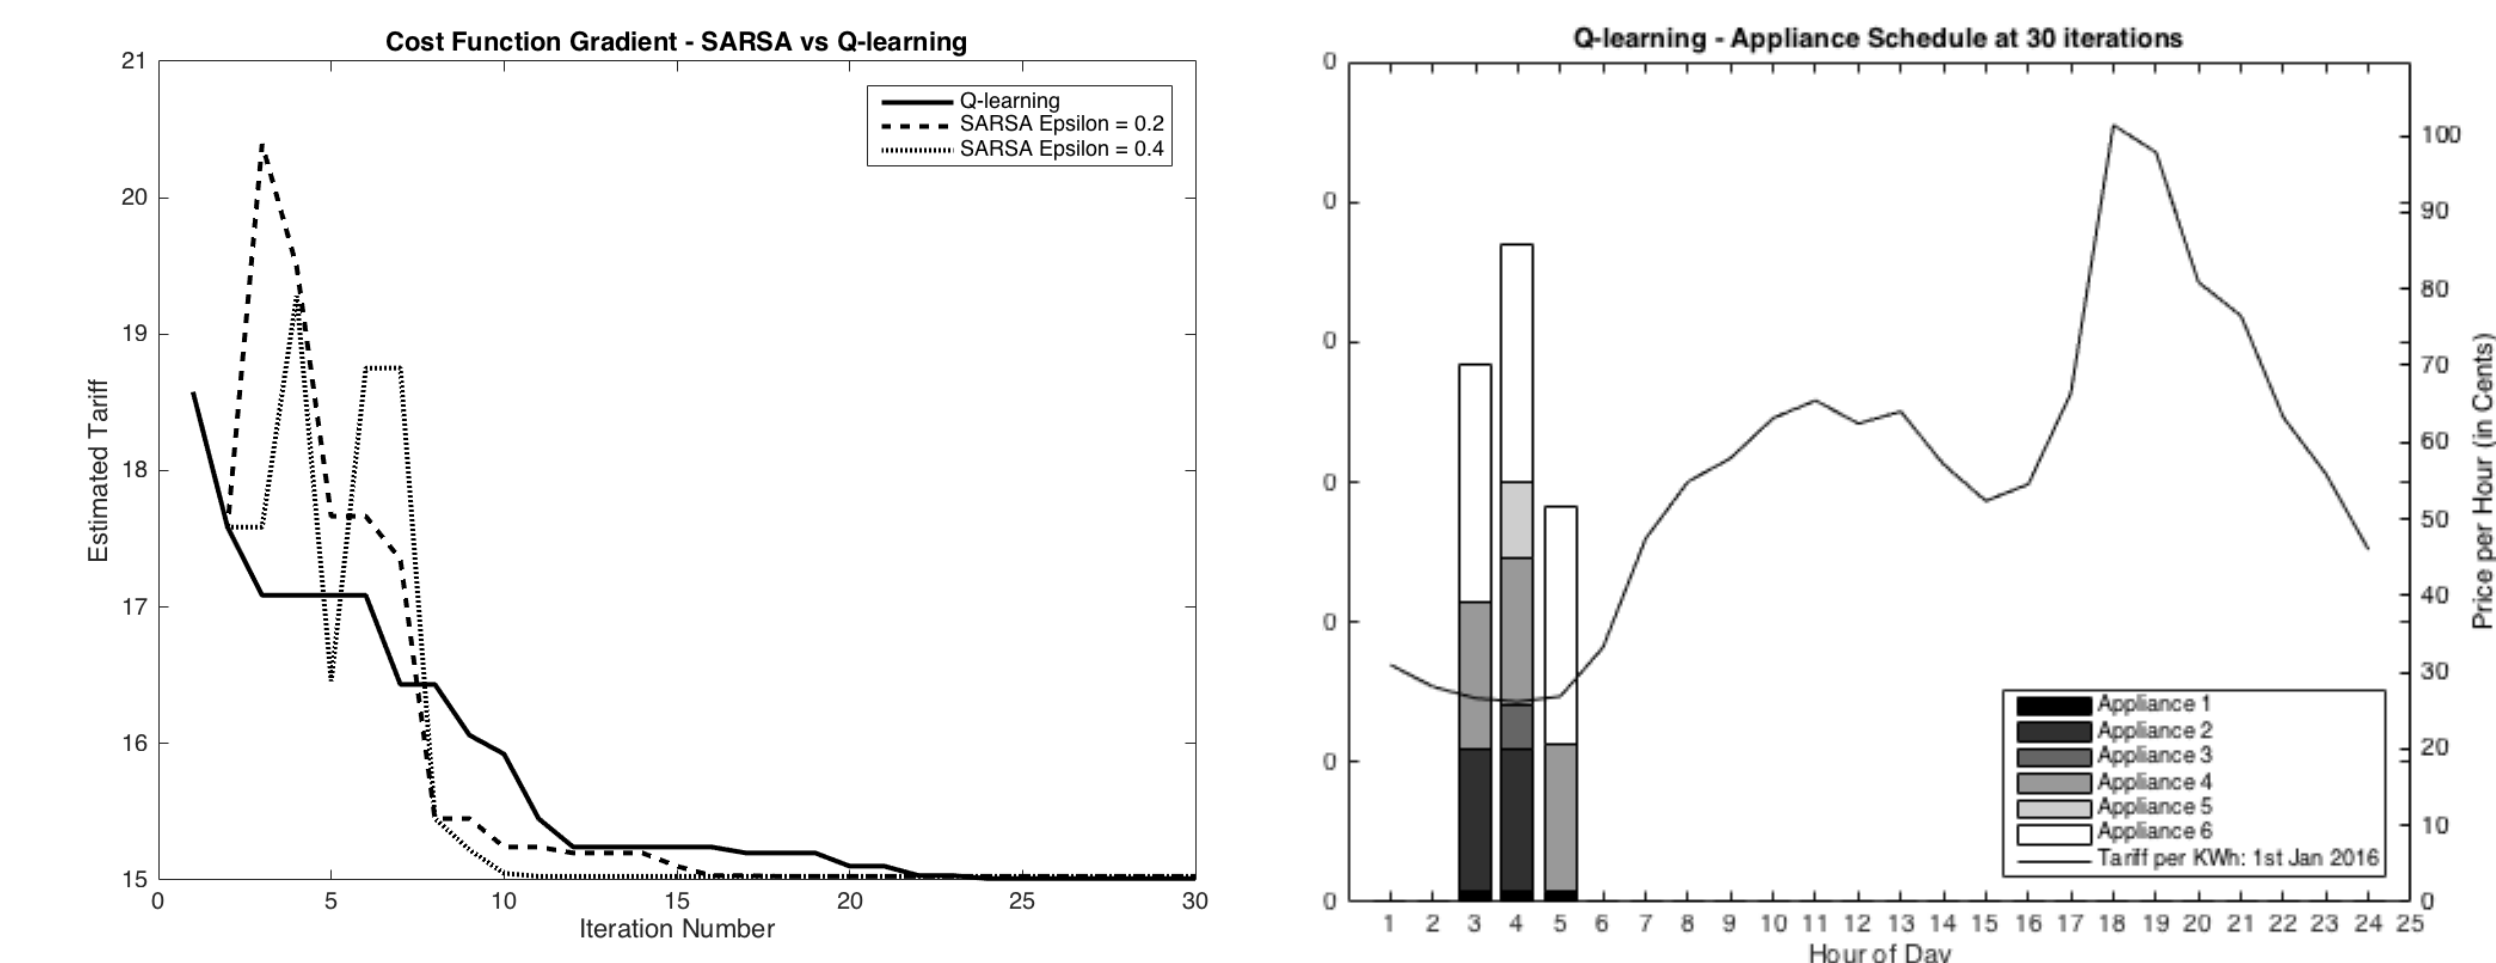 Cost Function Gradient - SARSA vs Q-learning
21
20
19
18
17
16
15
Estimated Tariff
Q-learning
SARSA Epsilon = 0.2
SARSA Epsilon = 0.4
0 5 10 15 20 25 30
Iteration Number
Q-learning - Appliance Schedule at 30 iterations
0
0
0
0
0
0
0
100
90
80
70
60
50
40
30
20
10
0
Price per Hour (in Cents)
Appliance 1
Appliance 2
Appliance 3
Appliance 4
Appliance 5
Appliance 6
Tariff per KWh: 1st Jan 2016
1 2 3 4 5 6 7 8 9 10 11 12 13 14 15 16 17 18 19 20 21 22 23 24 25
Hour of Day